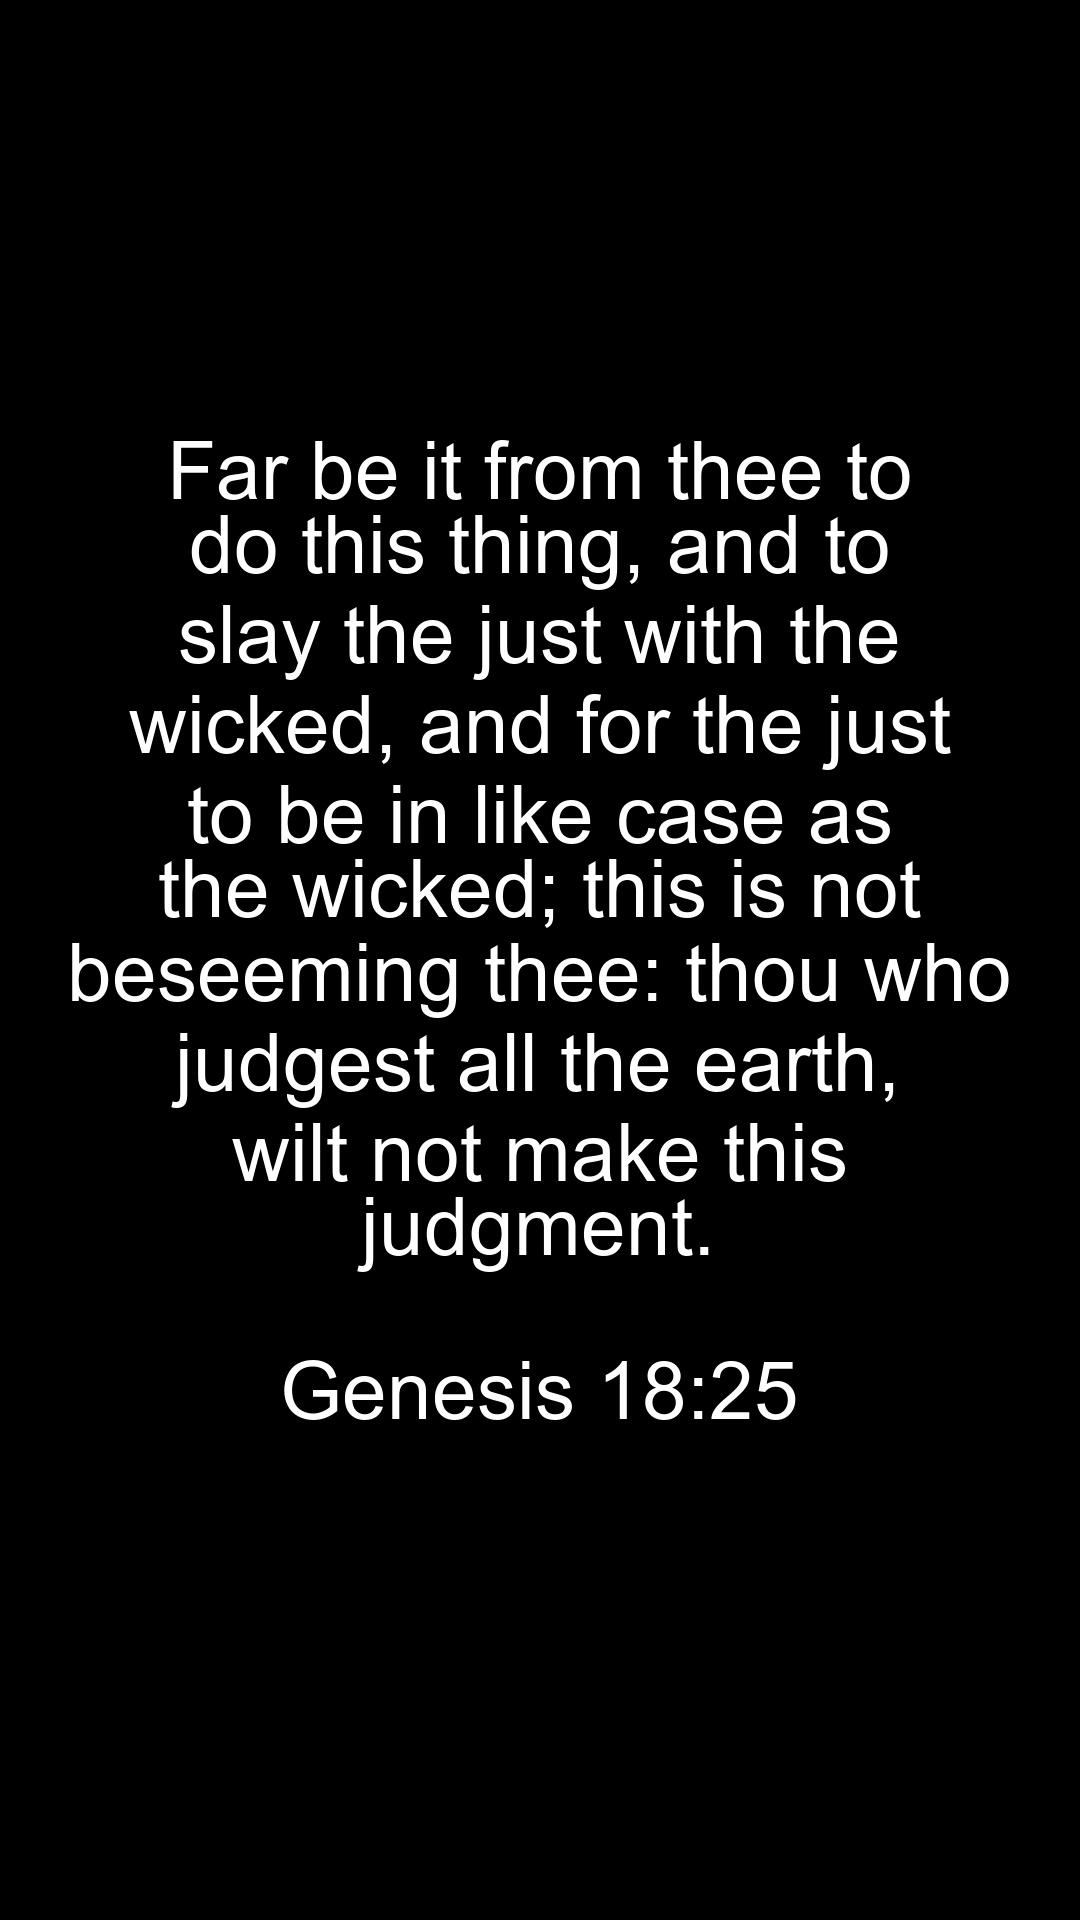 Far be it from thee to
do this thing, and to
slay the just with the
wicked, and for the just
to be in like case as
the wicked; this is not
beseeming thee: thou who
judgest all the earth,
wilt not make this
judgment.
Genesis 18:25